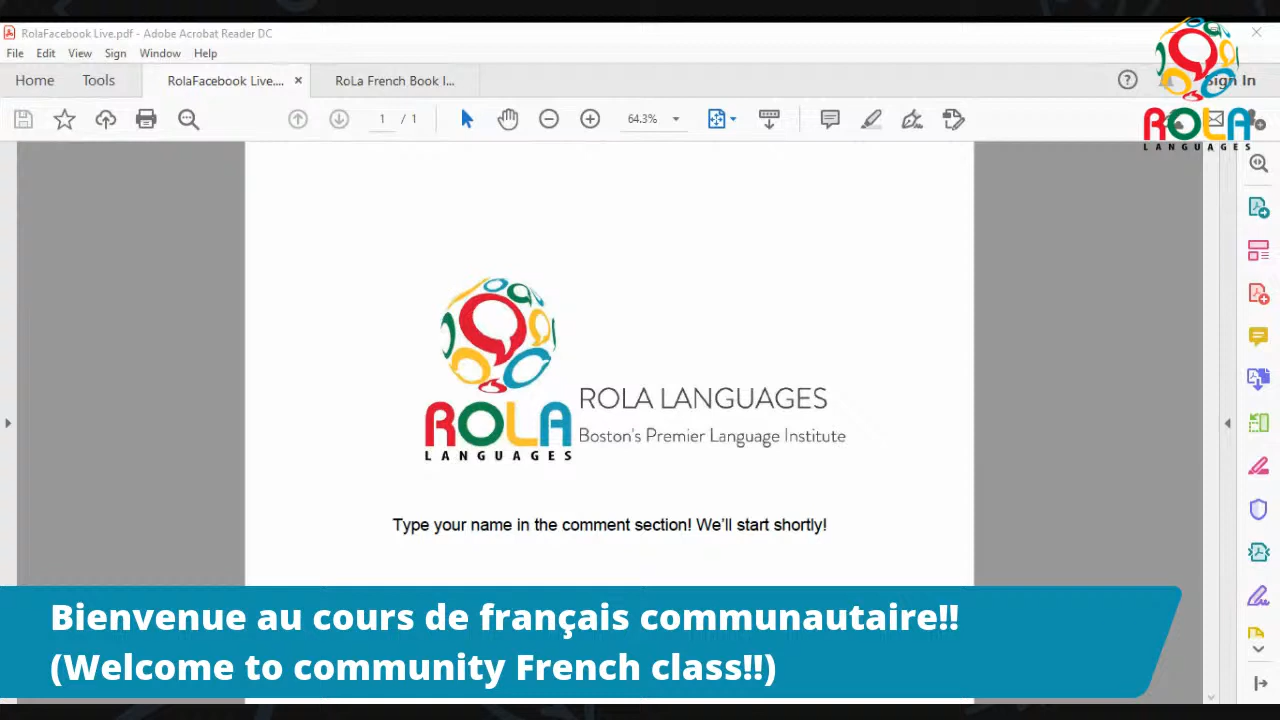 RolaFacebook Live.pdf - Adobe Acrobat Reader DC
File Edit View Sign Window Help
Home Tools RolaFacebook Live.... × RoLa French Book I... Sign In
1 / 1 64.3%
ROLA
LANGUAGES
ROLA LANGUAGES
Boston's Premier Language Institute
ROLA
LANGUAGES
Type your name in the comment section! We'll start shortly!
Bienvenue au cours de français communautaire!!
(Welcome to community French class!!)